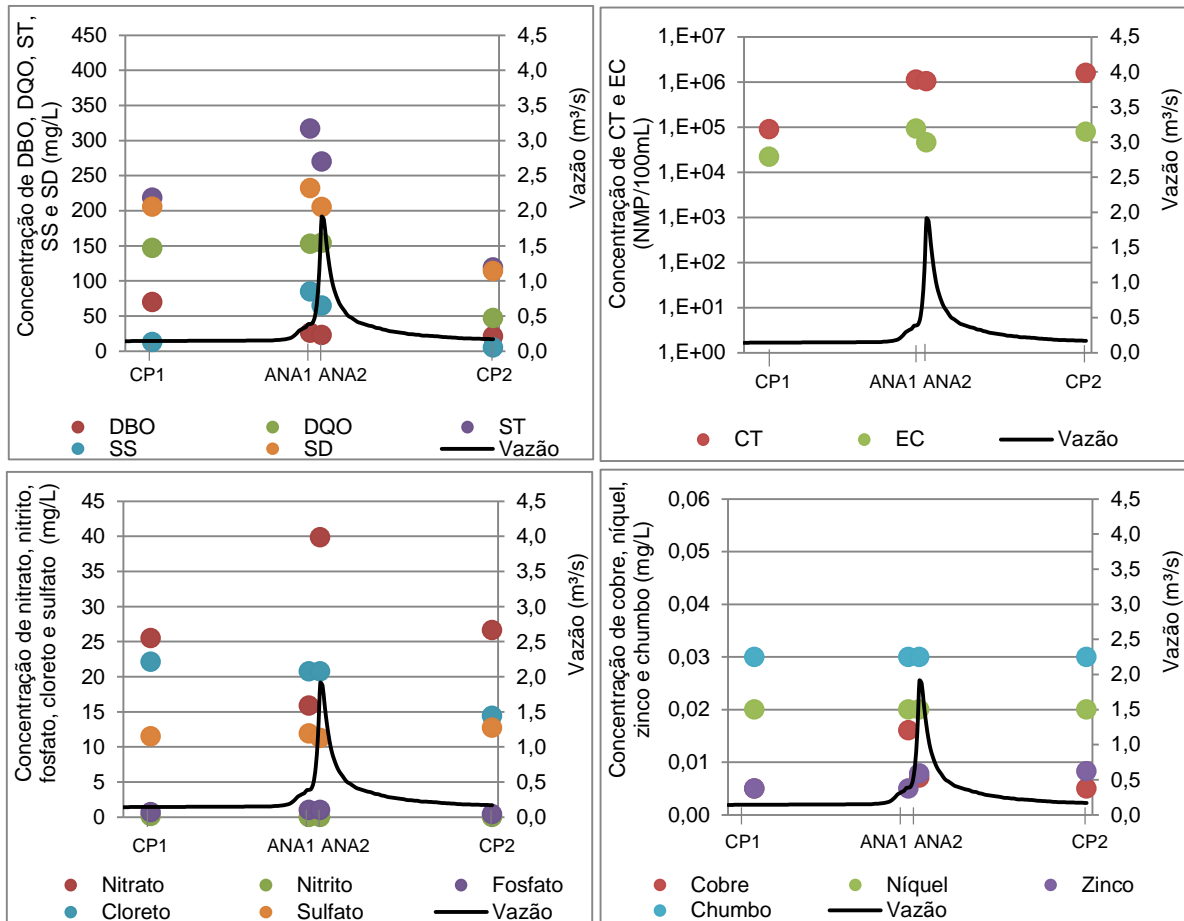 Concentração de DBO, DQO, ST,
SS e SD (mg/L)
450
400
350
300
250
200
150
100
50
0
4,5
4,0
3,5
3,0
2,5
2,0
1,5
1,0
0,5
0,0
Vazão (m³/s)
CP1 ANA1 ANA2 CP2
DBO DQO ST
SS SD Vazão
Concentração de CT e EC
(NMP/100mL)
1,E+07
1,E+06
1,E+05
1,E+04
1,E+03
1,E+02
1,E+01
1,E+00
4,5
4,0
3,5
3,0
2,5
2,0
1,5
1,0
0,5
0,0
Vazão (m³/s)
CP1 ANA1 ANA2 CP2
CT EC Vazão
Concentração de nitrato, nitrito,
fosfato, cloreto e sulfato (mg/L)
45
40
35
30
25
20
15
10
5
0
4,5
4,0
3,5
3,0
2,5
2,0
1,5
1,0
0,5
0,0
Vazão (m³/s)
CP1 ANA1 ANA2 CP2
Nitrato Nitrito Fosfato
Cloreto Sulfato Vazão
Concentração de cobre, níquel,
zinco e chumbo (mg/L)
0,06
0,05
0,04
0,03
0,02
0,01
0,00
4,5
4,0
3,5
3,0
2,5
2,0
1,5
1,0
0,5
0,0
Vazão (m³/s)
CP1 ANA1 ANA2 CP2
Cobre Níquel Zinco
Chumbo Vazão